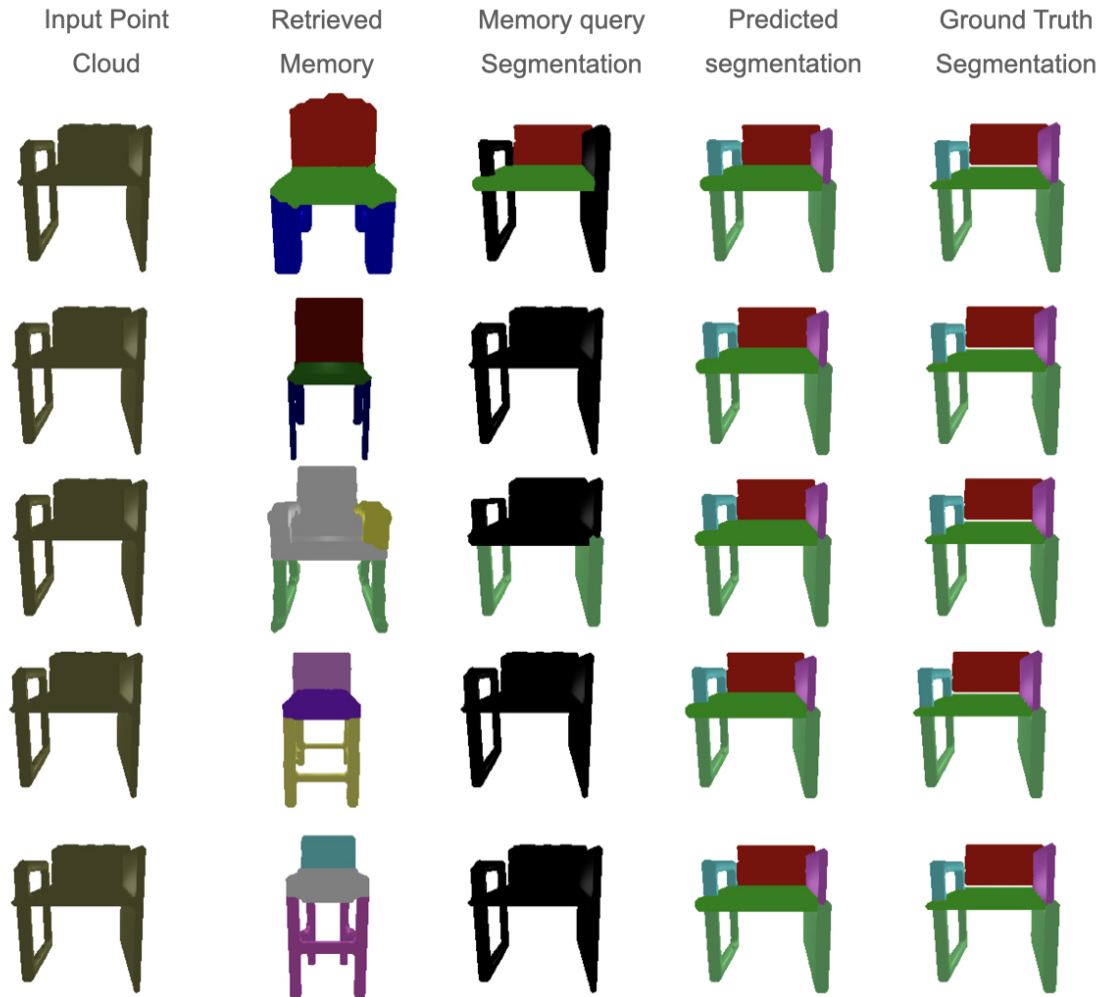 Input Point Cloud
Retrieved Memory
Memory query Segmentation
Predicted segmentation
Ground Truth Segmentation